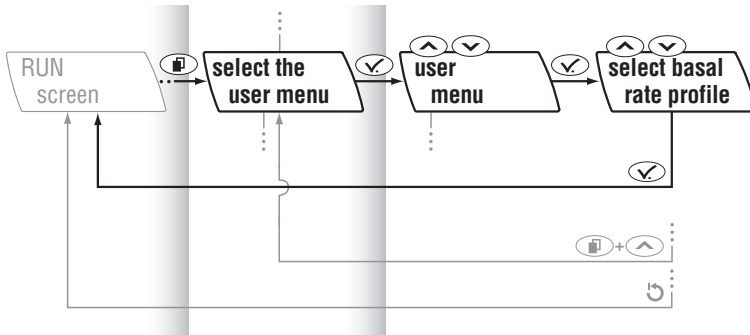 RUN
screen
select the
user menu
user
menu
select basal
rate profile
+